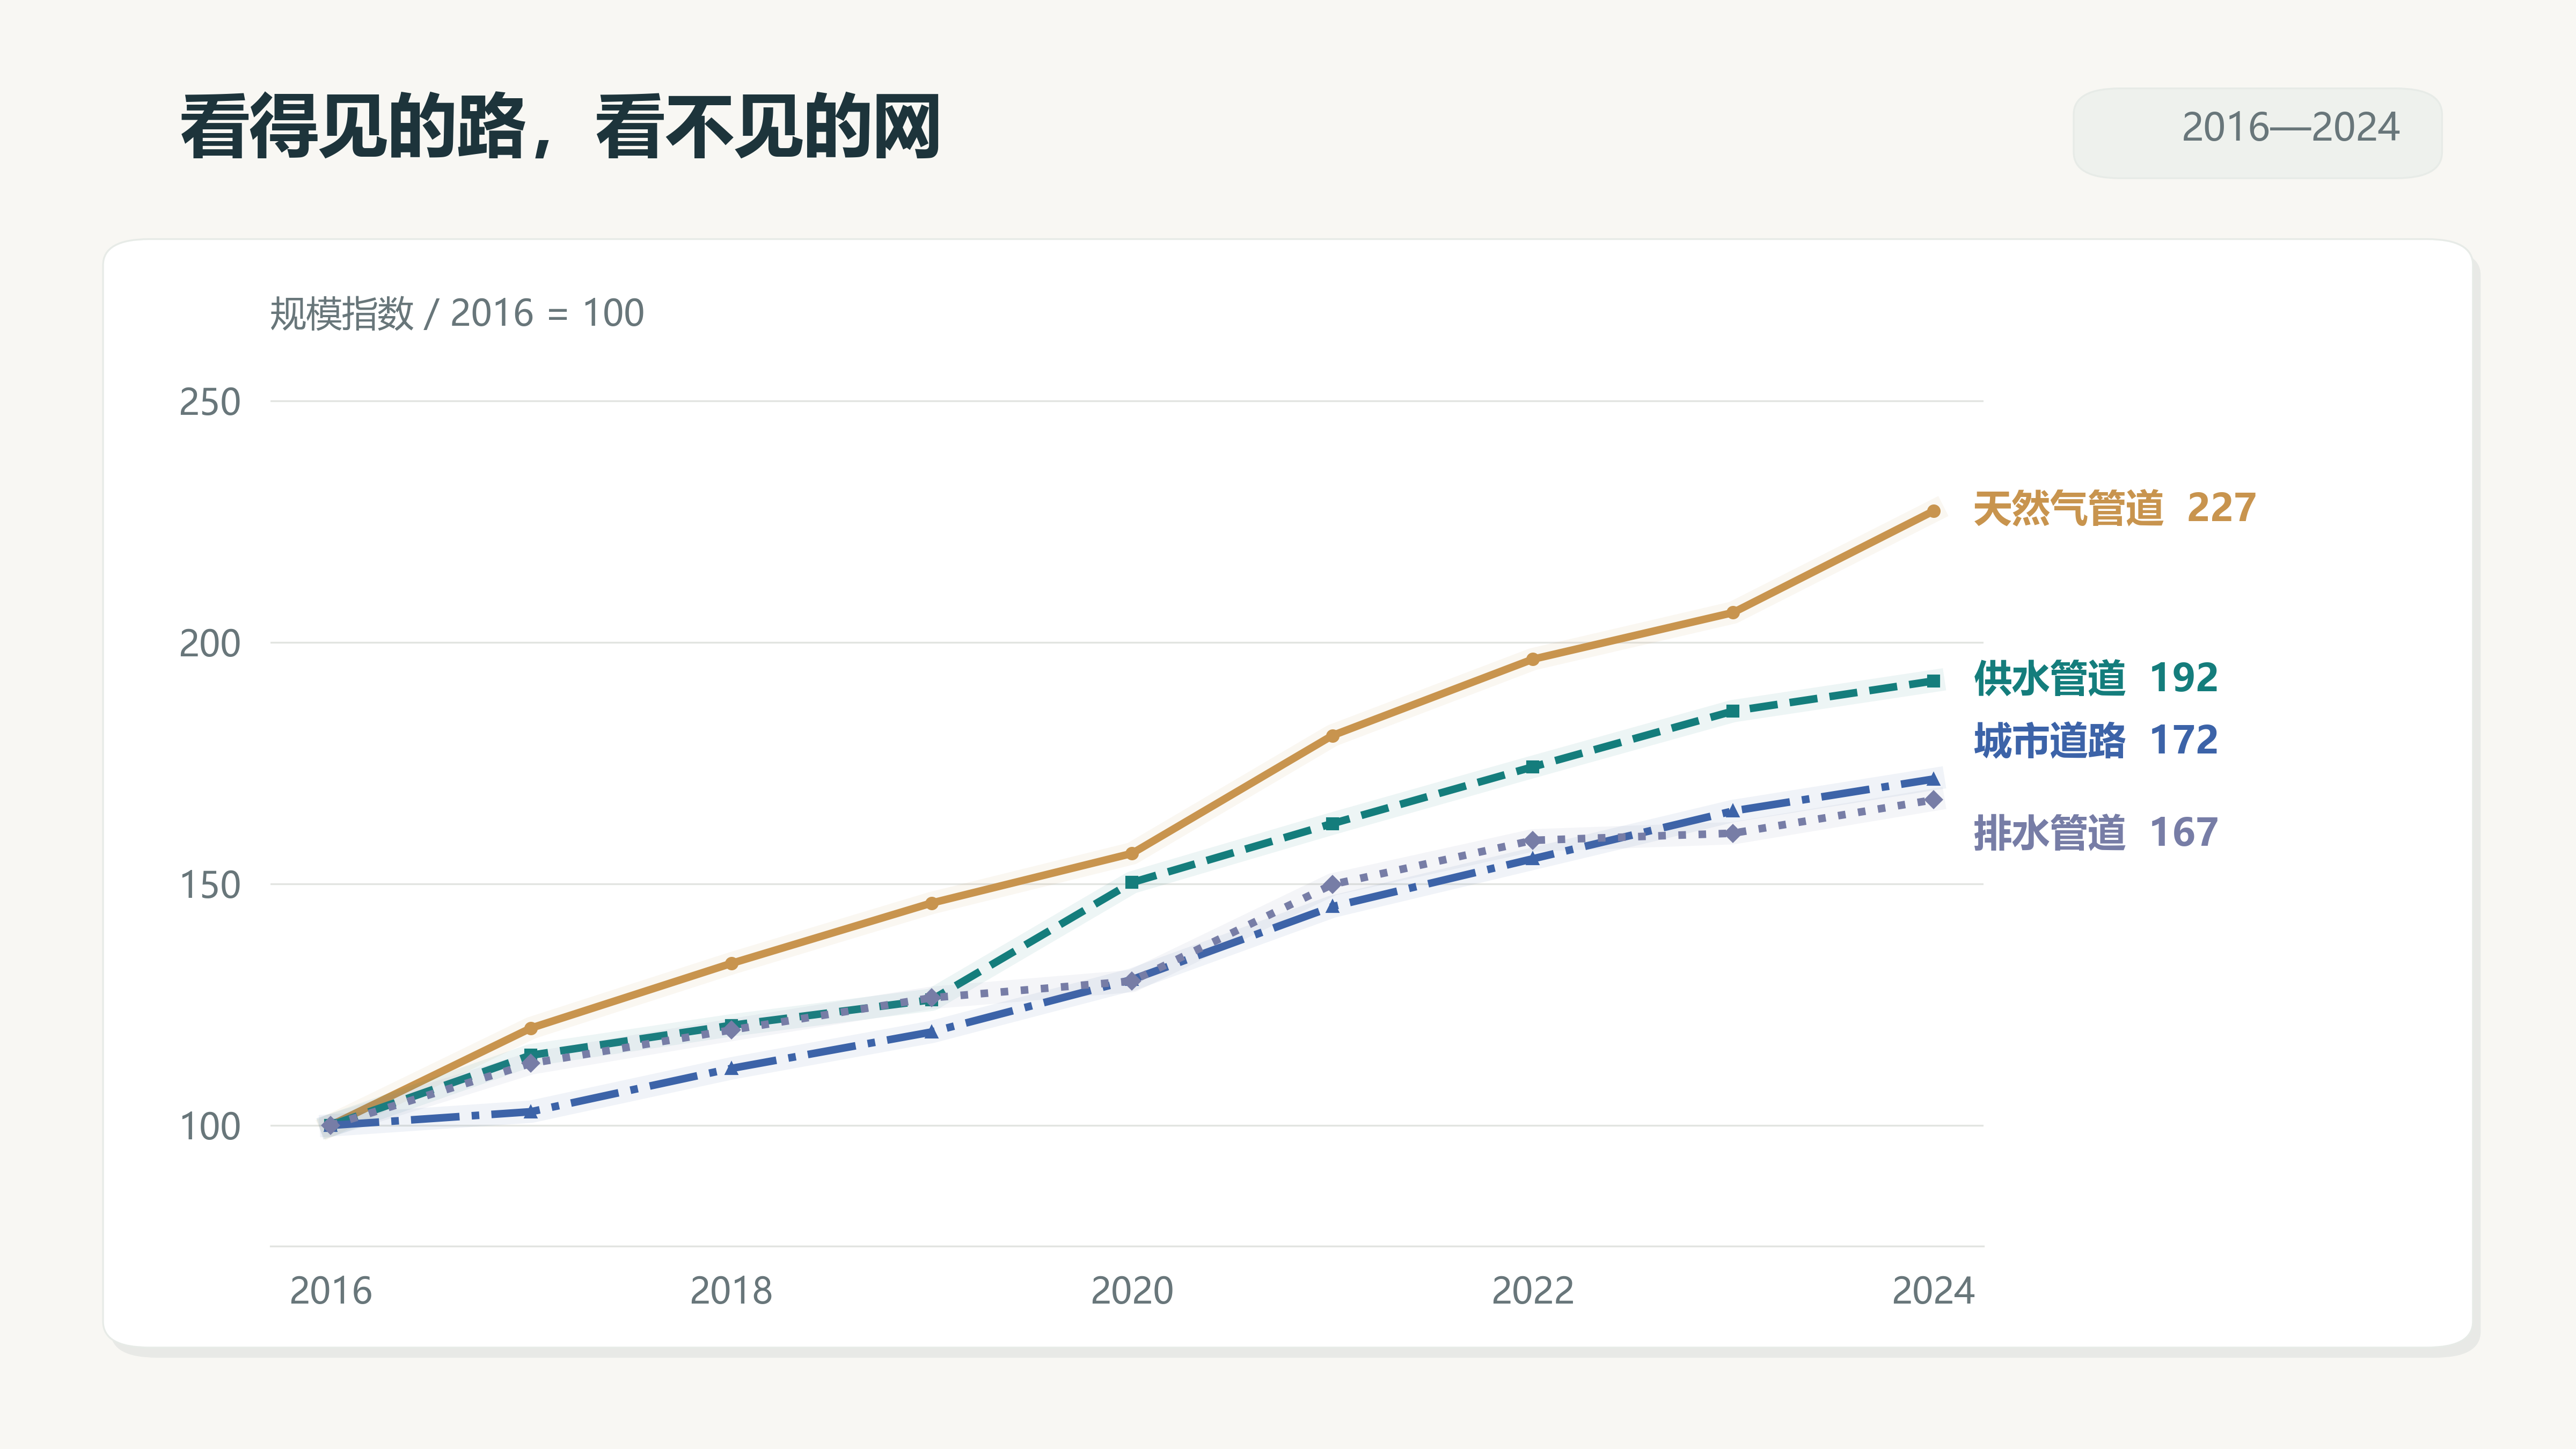 看得见的路，看不见的网
2016—2024
规模指数 / 2016 = 100
250
200
150
100
天然气管道 227
供水管道 192
城市道路 172
排水管道 167
2016 2018 2020 2022 2024